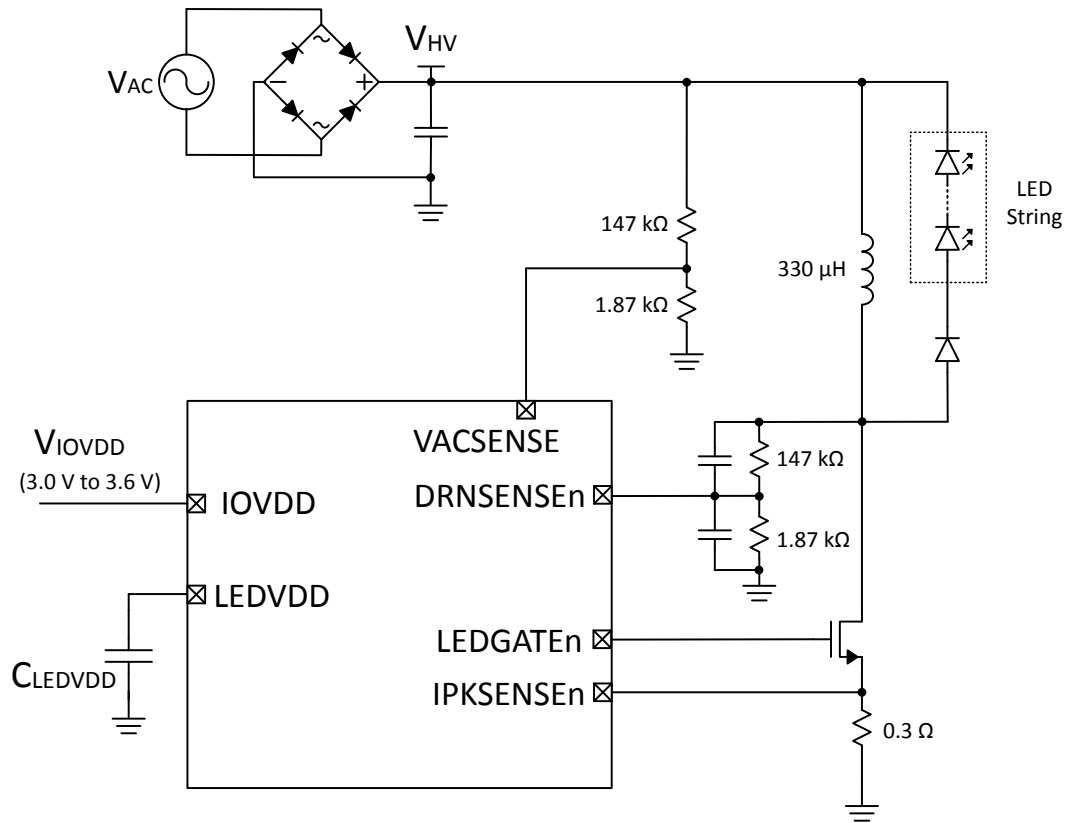 VHV
VAC
LED
String
147 kΩ
330 µH
1.87 kΩ
VIOVDD
(3.0 V to 3.6 V)
VACSENSE
147 kΩ
IOVDD
DRNSENSEn
1.87 kΩ
LEDVDD
LEDGATEn
CLEDVDD
IPKSENSEn
0.3 Ω